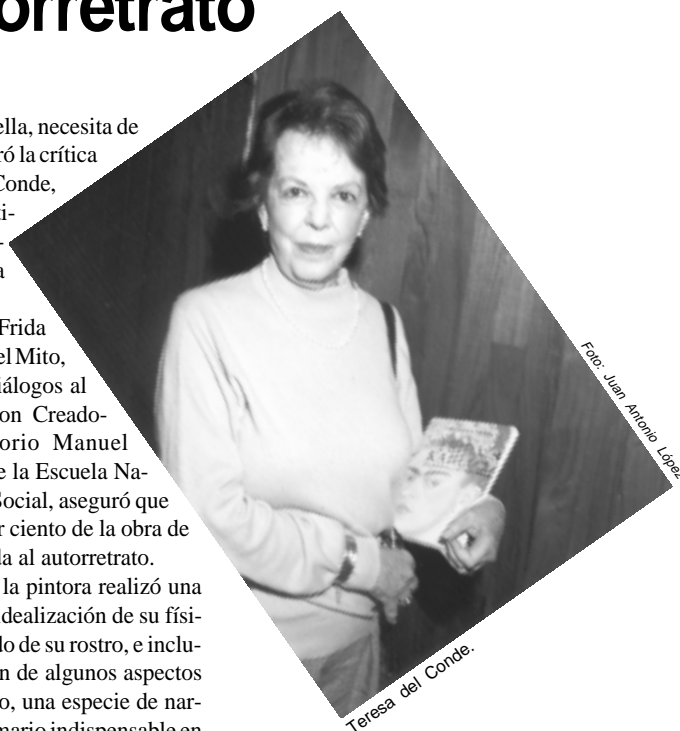 orretrato
ella, necesita de
ró la crítica
Conde,
ti-
-
a
Frida
el Mito,
iálogos al
on Creado-
orio Manuel
e la Escuela Na-
Social, aseguró que
r ciento de la obra de
da al autorretrato.
la pintora realizó una
dealización de su físi-
do de su rostro, e inclu-
n de algunos aspectos
o, una especie de nar-
mario indispensable en
Foto: Juan Antonio López
Teresa del Conde.